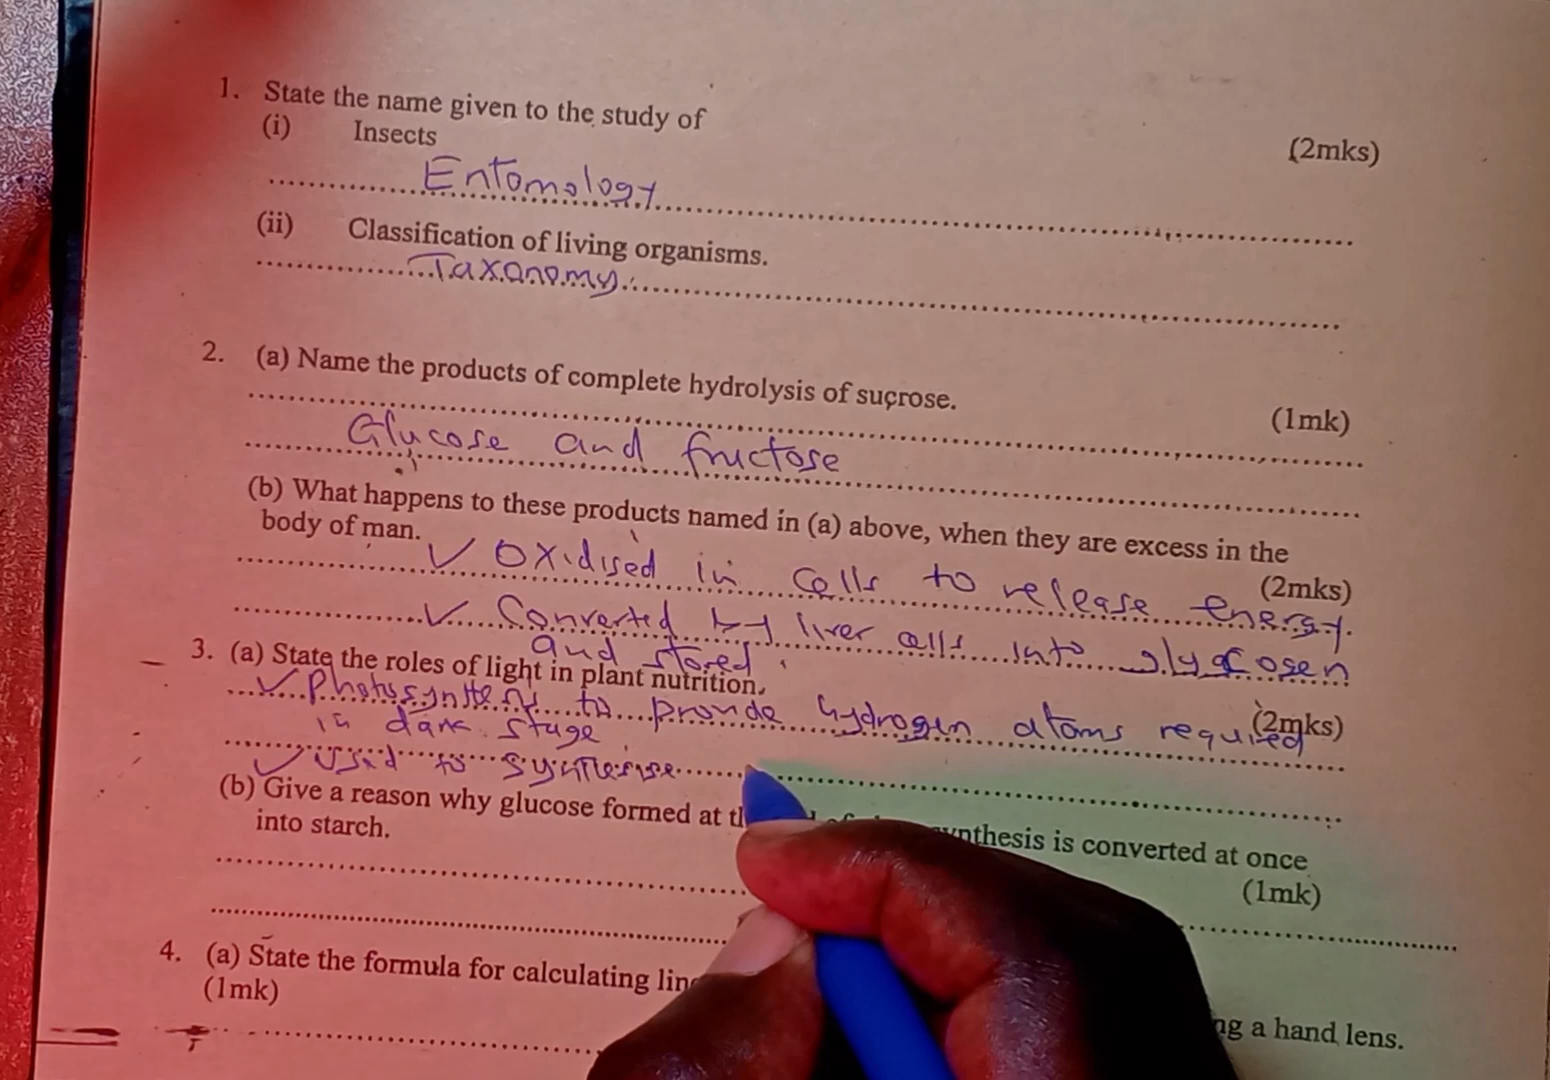 1. State the name given to the study of
(i) Insects (2mks)
Entomology
(ii) Classification of living organisms.
Taxonomy
2. (a) Name the products of complete hydrolysis of sucrose. (1mk)
Glucose and fructose
(b) What happens to these products named in (a) above, when they are excess in the
body of man. (2mks)
✓ Oxidised in cells to release energy.
✓ Converted by liver cells into glycogen
and stored.
3. (a) State the roles of light in plant nutrition. (2mks)
✓ Photosynthesis to provide hydrogen atoms required
in dark stage
✓ Used to synthesise
(b) Give a reason why glucose formed at ynthesis is converted at once
into starch. (1mk)
4. (a) State the formula for calculating ng a hand lens.
(1mk)